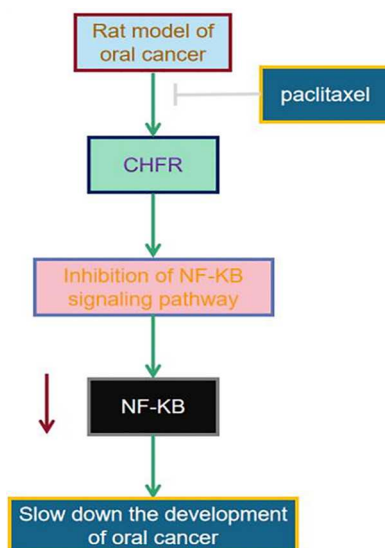 Rat model of
oral cancer
paclitaxel
CHFR
Inhibition of NF-KB
signaling pathway
NF-KB
Slow down the development
of oral cancer